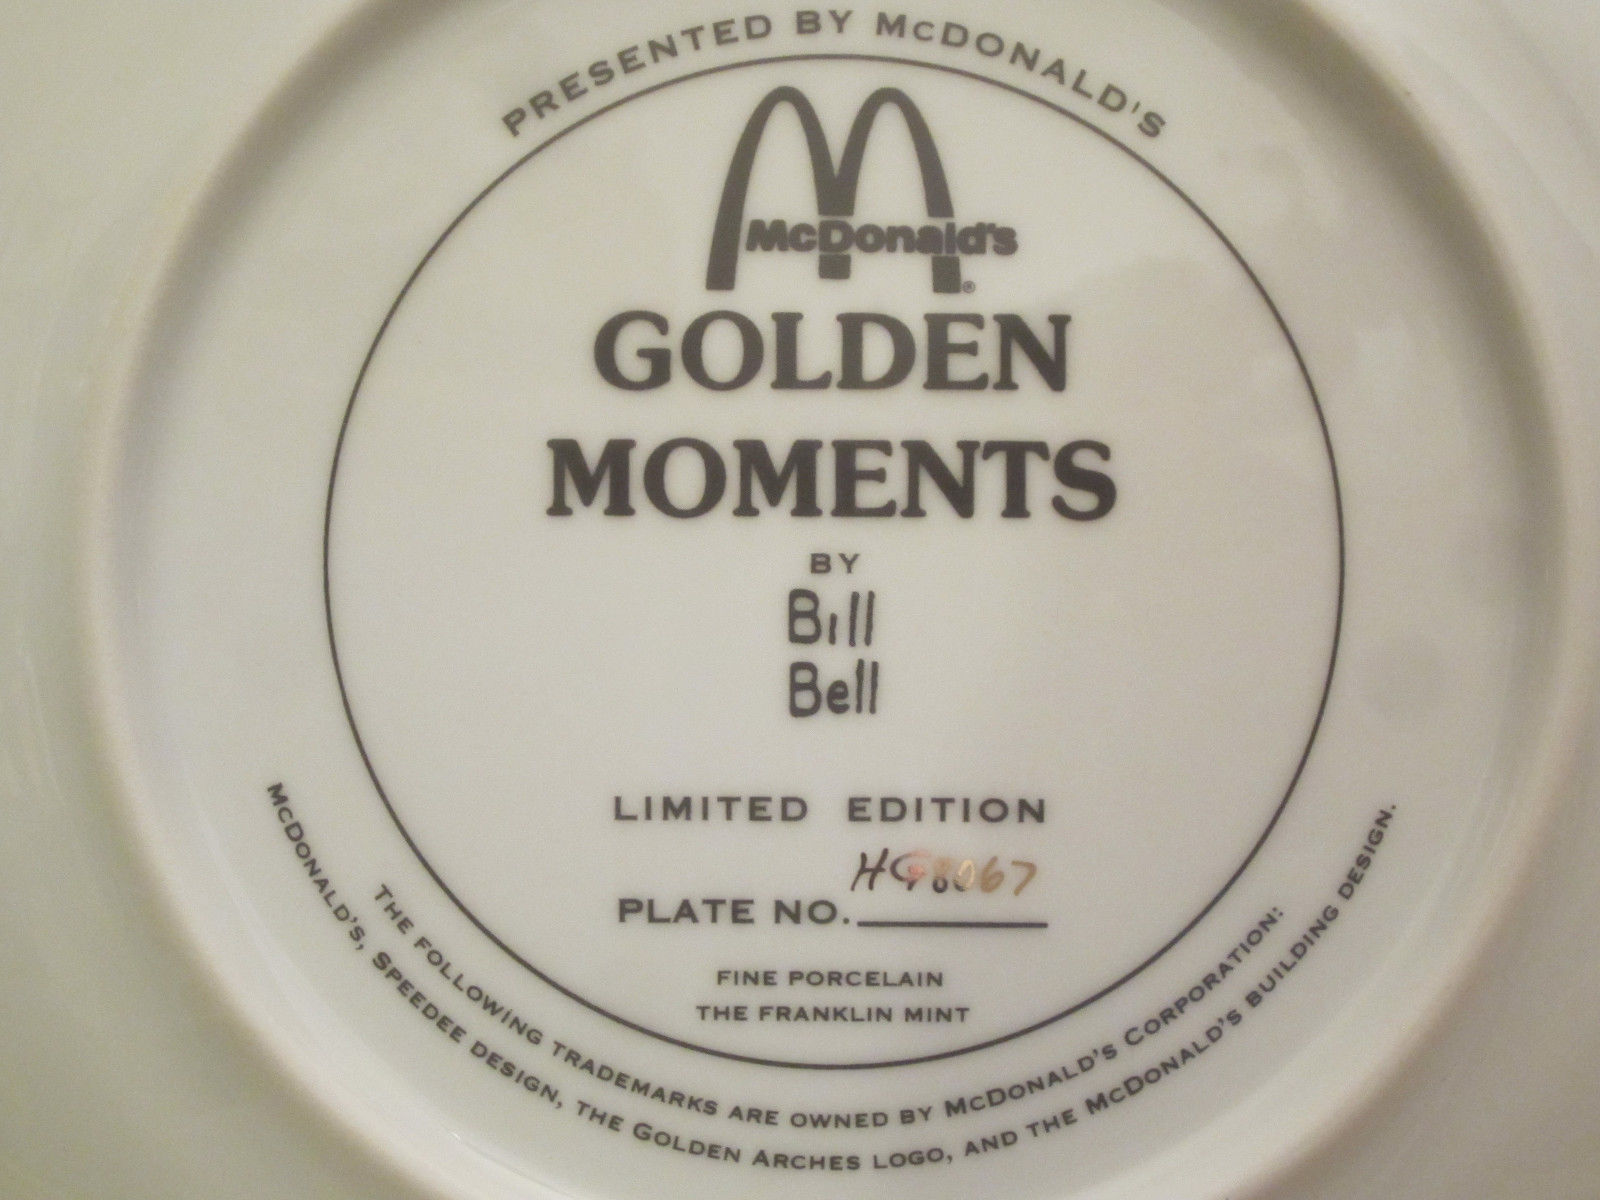 PRESENTED BY MCDONALD'S
McDonald's
®
GOLDEN
MOMENTS
BY
Bill
Bell
LIMITED EDITION
HG8067
PLATE NO.
FINE PORCELAIN
THE FRANKLIN MINT
THE FOLLOWING TRADEMARKS ARE OWNED BY MCDONALD'S CORPORATION:
MCDONALD'S, SPEEDEE DESIGN, THE GOLDEN ARCHES LOGO, AND THE MCDONALD'S BUILDING DESIGN.